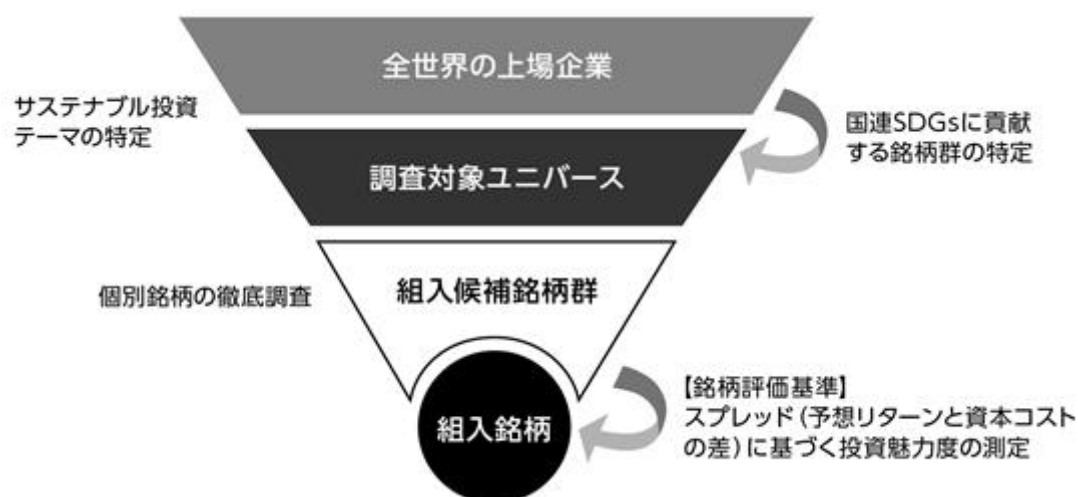 全世界の上場企業
サステナブル投資
テーマの特定
国連SDGsに貢献
する銘柄群の特定
調査対象ユニバース
組入候補銘柄群
個別銘柄の徹底調査
【銘柄評価基準】
スプレッド(予想リターンと資本コスト
の差)に基づく投資魅力度の測定
組入銘柄